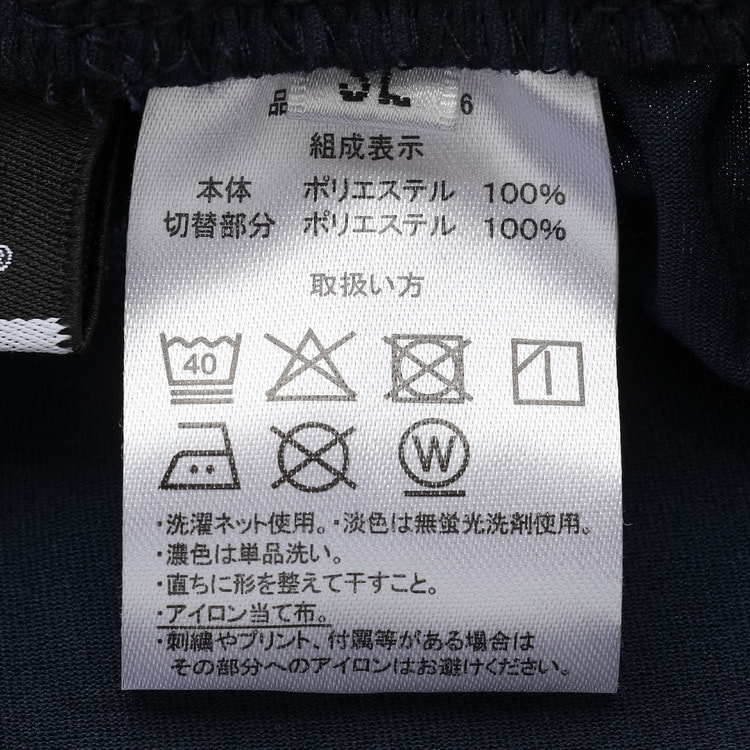 品 6
組成表示
本体 ポリエステル 100%
切替部分 ポリエステル 100%
取扱い方
40
W
・洗濯ネット使用。・淡色は無蛍光洗剤使用。
・濃色は単品洗い。
・直ちに形を整えて干すこと。
・アイロン当て布。
・刺繍やプリント、付属等がある場合は
その部分へのアイロンはお避けください。
®